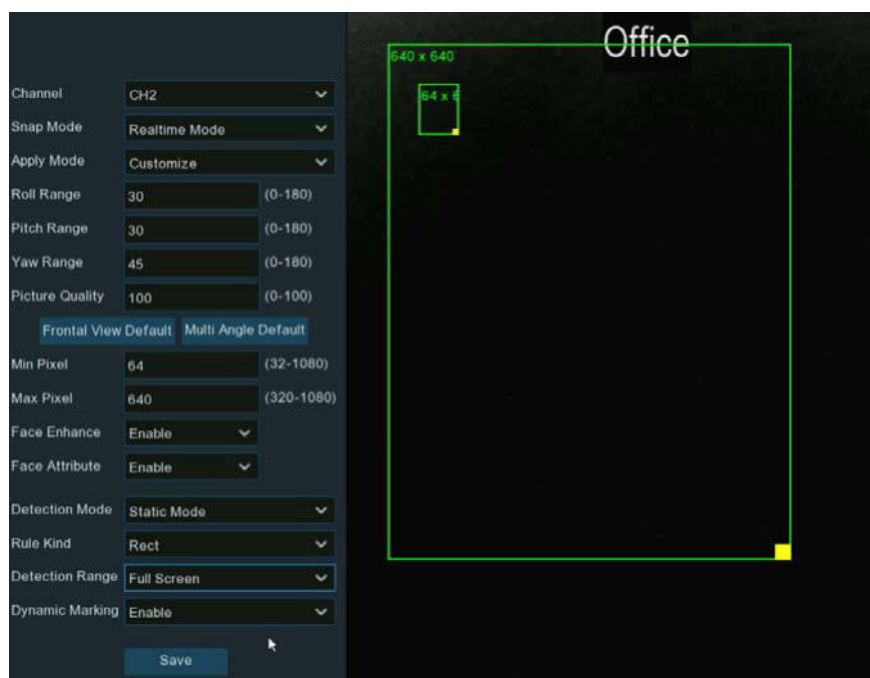 Office
640 x 640
64 x
Channel CH2
Snap Mode Realtime Mode
Apply Mode Customize
Roll Range 30 (0-180)
Pitch Range 30 (0-180)
Yaw Range 45 (0-180)
Picture Quality 100 (0-100)
Frontal View Default Multi Angle Default
Min Pixel 64 (32-1080)
Max Pixel 640 (320-1080)
Face Enhance Enable
Face Attribute Enable
Detection Mode Static Mode
Rule Kind Rect
Detection Range Full Screen
Dynamic Marking Enable
Save